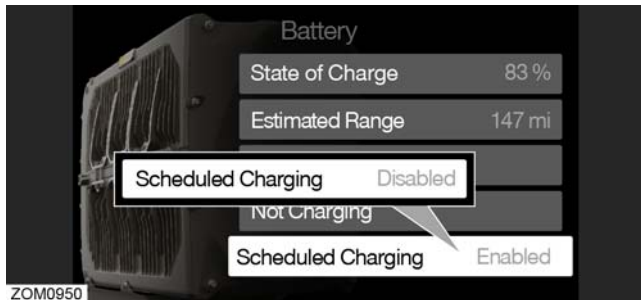 Battery
State of Charge 83 %
Estimated Range 147 mi
Scheduled Charging Disabled
Not Charging
Scheduled Charging Enabled
ZOM0950